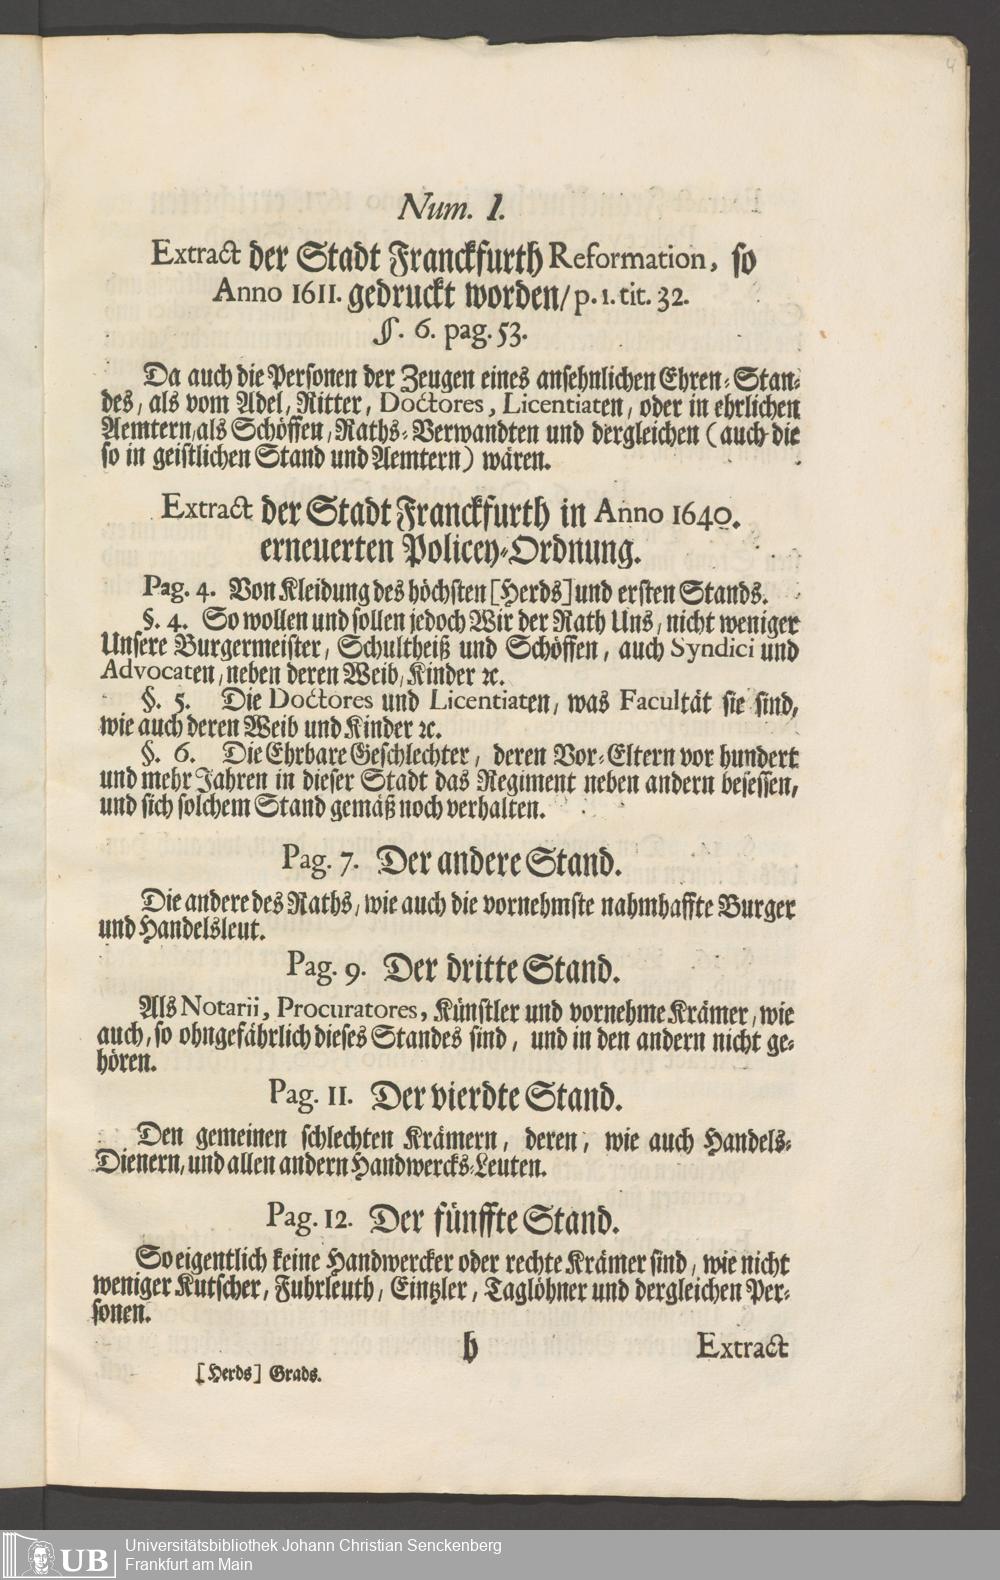 4
Num. 1.
Extract der Stadt Franckfurth Reformation, so
Anno 1611. gedruckt worden/ p. 1. tit. 32.
§. 6. pag. 53.
Da auch die Personen der Zeugen eines ansehnlichen Ehren-Stan-
des, als vom Adel, Ritter, Doctores, Licentiaten, oder in ehrlichen
Aemtern, als Schöffen, Raths-Verwandten und dergleichen (auch die
so in geistlichen Stand und Aemtern) wären.
Extract der Stadt Franckfurth in Anno 1640.
erneuerten Policey-Ordnung.
Pag. 4. Von Kleidung des höchsten [Herds] und ersten Stands.
§. 4. So wollen und sollen jedoch Wir der Rath Uns, nicht weniger
Unsere Burgermeister, Schultheiß und Schöffen, auch Syndici und
Advocaten, neben deren Weib, Kinder ꝛc.
§. 5. Die Doctores und Licentiaten, was Facultät sie sind,
wie auch deren Weib und Kinder ꝛc.
§. 6. Die Ehrbare Geschlechter, deren Vor-Eltern vor hundert
und mehr Jahren in dieser Stadt das Regiment neben andern besessen,
und sich solchem Stand gemäß noch verhalten.
Pag. 7. Der andere Stand.
Die andere des Raths, wie auch die vornehmste nahmhaffte Burger
und Handelsleut.
Pag. 9. Der dritte Stand.
Als Notarii, Procuratores, Künstler und vornehme Krämer, wie
auch, so ohngefährlich dieses Standes sind, und in den andern nicht ge-
hören.
Pag. 11. Der vierdte Stand.
Den gemeinen schlechten Krämern, deren, wie auch Handels-
Dienern, und allen andern Handwercks-Leuten.
Pag. 12. Der fünffte Stand.
So eigentlich keine Handwercker oder rechte Krämer sind, wie nicht
weniger Kutscher, Fuhrleuth, Eintzler, Taglöhner und dergleichen Per-
sonen.
b Extract
[Herds] Grads.
UB Universitätsbibliothek Johann Christian Senckenberg
Frankfurt am Main